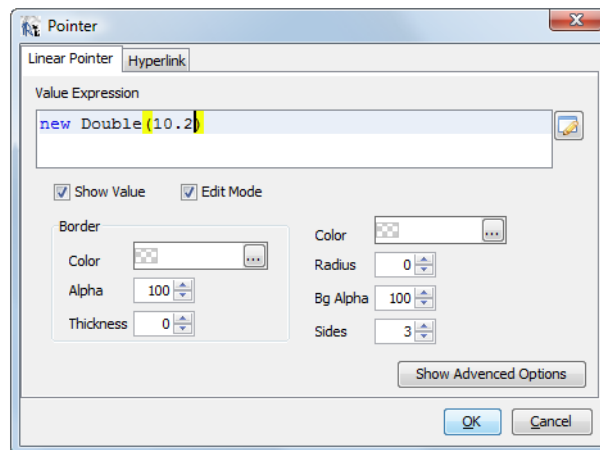 Pointer
Linear Pointer Hyperlink
Value Expression
new Double(10.2)
Show Value Edit Mode
Border
Color ...
Alpha 100
Thickness 0
Color ...
Radius 0
Bg Alpha 100
Sides 3
Show Advanced Options
OK Cancel